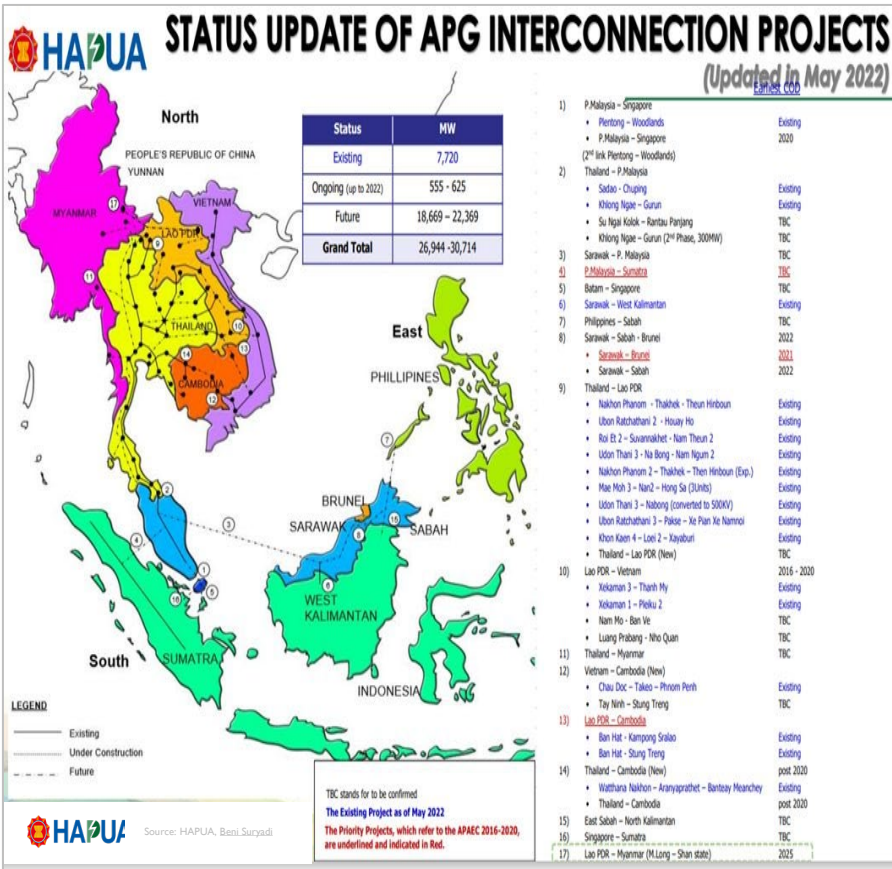 HAPUA
STATUS UPDATE OF APG INTERCONNECTION PROJECTS
(Updated in May 2022)
Earliest COD
North
PEOPLE'S REPUBLIC OF CHINA
YUNNAN
MYANMAR
17
VIETNAM
LAO PDR
9
11
THAILAND
10
13
14
CAMBODIA
12
East
PHILLIPINES
7
2
BRUNEI
3
SARAWAK
8
15
SABAH
4
1
5
16
6
WEST
KALIMANTAN
South
SUMATRA
INDONESIA
Status MW
Existing 7,720
Ongoing (up to 2022) 555 - 625
Future 18,669 – 22,369
Grand Total 26,944 -30,714
LEGEND
Existing
Under Construction
Future
TBC stands for to be confirmed
The Existing Project as of May 2022
The Priority Projects, which refer to the APAEC 2016-2020,
are underlined and indicated in Red.
HAPUA
Source: HAPUA, Beni Suryadi
1) P.Malaysia – Singapore
• Plentong – Woodlands Existing
• P.Malaysia – Singapore 2020
(2nd link Plentong – Woodlands)
2) Thailand – P.Malaysia
• Sadao - Chuping Existing
• Khlong Ngae – Gurun Existing
• Su Ngai Kolok – Rantau Panjang TBC
• Khlong Ngae – Gurun (2nd Phase, 300MW) TBC
3) Sarawak – P. Malaysia TBC
4) P.Malaysia – Sumatra TBC
5) Batam – Singapore TBC
6) Sarawak – West Kalimantan Existing
7) Philippines – Sabah TBC
8) Sarawak – Sabah - Brunei 2022
• Sarawak – Brunei 2021
• Sarawak – Sabah 2022
9) Thailand – Lao PDR
• Nakhon Phanom - Thakhek - Theun Hinboun Existing
• Ubon Ratchathani 2 - Houay Ho Existing
• Roi Et 2 – Suvannakhet - Nam Theun 2 Existing
• Udon Thani 3 - Na Bong - Nam Ngum 2 Existing
• Nakhon Phanom 2 – Thakhek – Then Hinboun (Exp.) Existing
• Mae Moh 3 – Nan2 – Hong Sa (3Units) Existing
• Udon Thani 3 – Nabong (converted to 500KV) Existing
• Ubon Ratchathani 3 – Pakse – Xe Pian Xe Namnoi Existing
• Khon Kaen 4 – Loei 2 – Xayaburi Existing
• Thailand – Lao PDR (New) TBC
10) Lao PDR – Vietnam 2016 - 2020
• Xekaman 3 – Thanh My Existing
• Xekaman 1 – Pleiku 2 Existing
• Nam Mo - Ban Ve TBC
• Luang Prabang - Nho Quan TBC
11) Thailand – Myanmar TBC
12) Vietnam – Cambodia (New)
• Chau Doc – Takeo – Phnom Penh Existing
• Tay Ninh – Stung Treng TBC
13) Lao PDR – Cambodia
• Ban Hat - Kampong Sralao Existing
• Ban Hat - Stung Treng Existing
14) Thailand – Cambodia (New) post 2020
• Watthana Nakhon – Aranyaprathet – Banteay Meanchey Existing
• Thailand – Cambodia post 2020
15) East Sabah – North Kalimantan TBC
16) Singapore – Sumatra TBC
17) Lao PDR – Myanmar (M.Long – Shan state) 2025